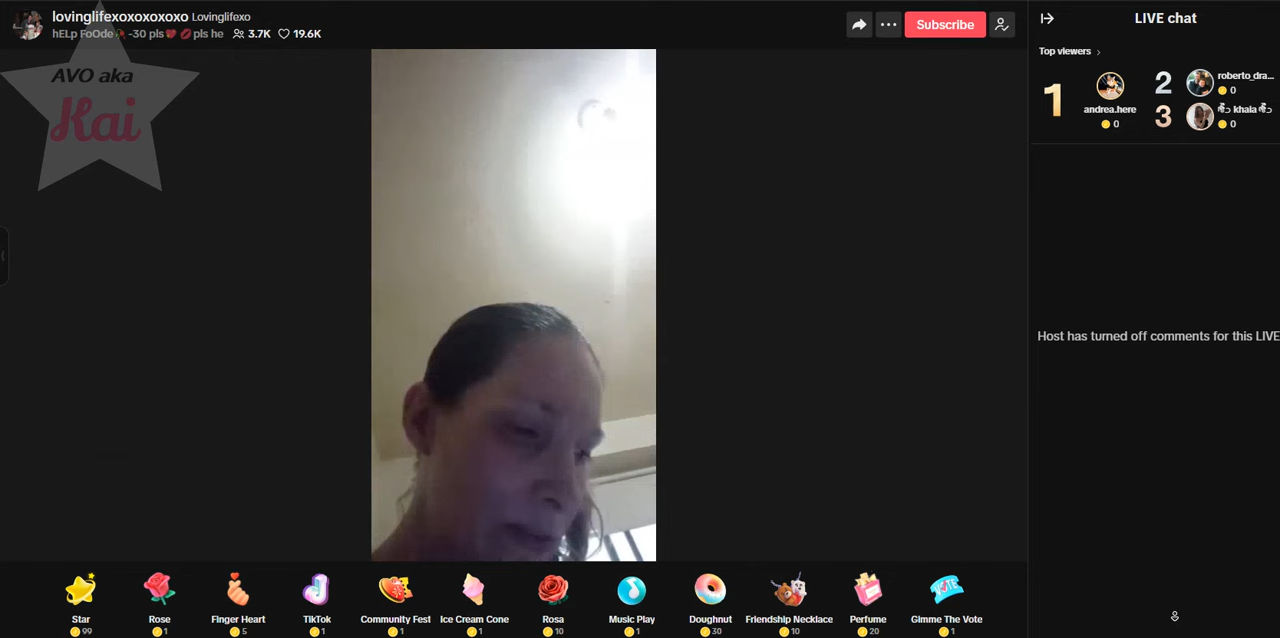 lovinglifexoxoxoxoxo Lovinglifexo
hELp FoOde -30 pls pls he 3.7K 19.6K
Subscribe
LIVE chat
AVO aka
Kai
Top viewers
1
andrea.here
0
2
roberto_dra...
0
3
khala
0
Host has turned off comments for this LIVE
Star
99
Rose
1
Finger Heart
5
TikTok
1
Community Fest
1
Ice Cream Cone
1
Rosa
10
Music Play
1
Doughnut
30
Friendship Necklace
10
Perfume
20
VOTE
Gimme The Vote
1